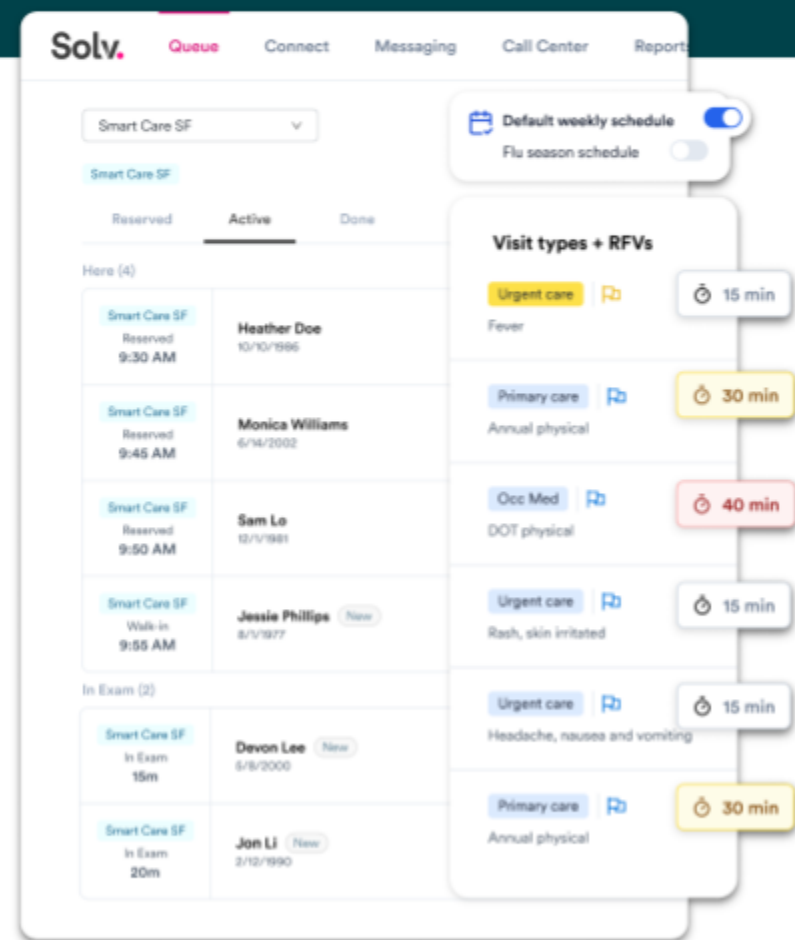 Solv.
Queue Connect Messaging Call Center Reports
Smart Care SF
Default weekly schedule
Flu season schedule
Smart Care SF
Reserved Active Done
Visit types + RFVs
Here (4)
Smart Care SF
Reserved
9:30 AM
Heather Doe
10/10/1986
Urgent care
Fever
15 min
Smart Care SF
Reserved
9:45 AM
Monica Williams
6/14/2002
Primary care
Annual physical
30 min
Smart Care SF
Reserved
9:50 AM
Sam Lo
12/1/1981
Occ Med
DOT physical
40 min
Smart Care SF
Walk-in
9:55 AM
Jessie Phillips New
8/1/1977
Urgent care
Rash, skin irritated
15 min
In Exam (2)
Smart Care SF
In Exam
15m
Devon Lee New
5/8/2000
Urgent care
Headache, nausea and vomiting
15 min
Smart Care SF
In Exam
20m
Jon Li New
2/12/1990
Primary care
Annual physical
30 min